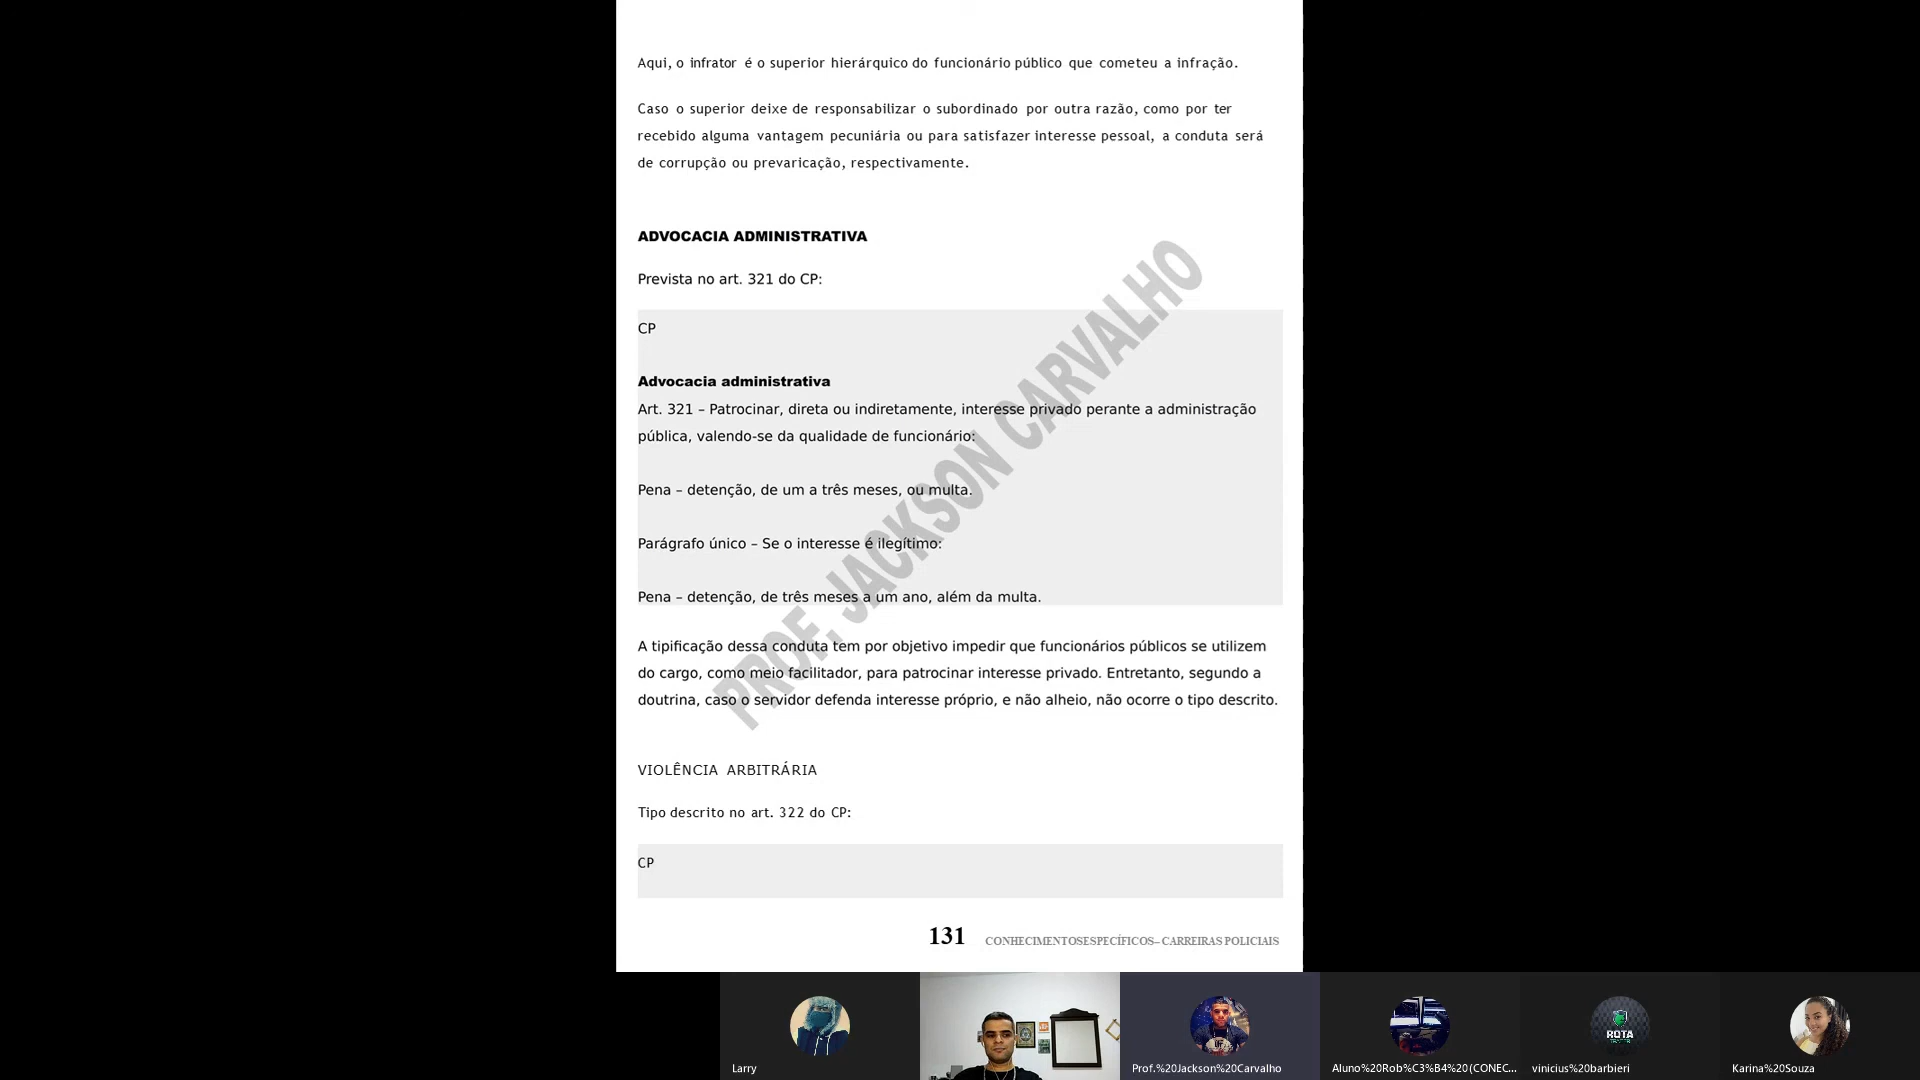 Aqui, o infrator é o superior hierárquico do funcionário público que cometeu a infração.
Caso o superior deixe de responsabilizar o subordinado por outra razão, como por ter
recebido alguma vantagem pecuniária ou para satisfazer interesse pessoal, a conduta será
de corrupção ou prevaricação, respectivamente.
ADVOCACIA ADMINISTRATIVA
Prevista no art. 321 do CP:
CP
Advocacia administrativa
Art. 321 – Patrocinar, direta ou indiretamente, interesse privado perante a administração
pública, valendo-se da qualidade de funcionário:
Pena – detenção, de um a três meses, ou multa.
Parágrafo único – Se o interesse é ilegítimo:
Pena – detenção, de três meses a um ano, além da multa.
A tipificação dessa conduta tem por objetivo impedir que funcionários públicos se utilizem
do cargo, como meio facilitador, para patrocinar interesse privado. Entretanto, segundo a
doutrina, caso o servidor defenda interesse próprio, e não alheio, não ocorre o tipo descrito.
PROF. JACKSON CARVALHO
VIOLÊNCIA ARBITRÁRIA
Tipo descrito no art. 322 do CP:
CP
131 CONHECIMENTOSESPECÍFICOS– CARREIRAS POLICIAIS
ROTA
Larry
Prof.%20Jackson%20Carvalho
Aluno%20Rob%C3%B4%20(CONEC...
vinicius%20barbieri
Karina%20Souza